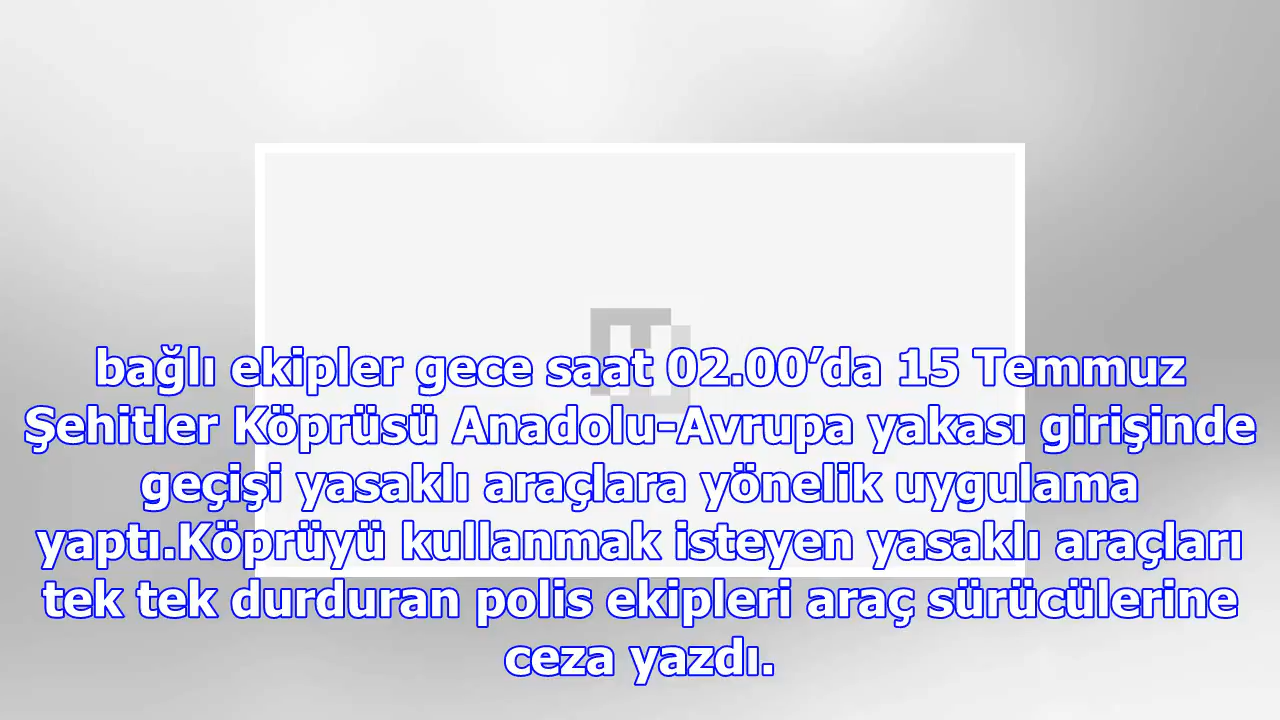 bağlı ekipler gece saat 02.00’da 15 Temmuz
Şehitler Köprüsü Anadolu-Avrupa yakası girişinde
geçişi yasaklı araçlara yönelik uygulama
yaptı.Köprüyü kullanmak isteyen yasaklı araçları
tek tek durduran polis ekipleri araç sürücülerine
ceza yazdı.